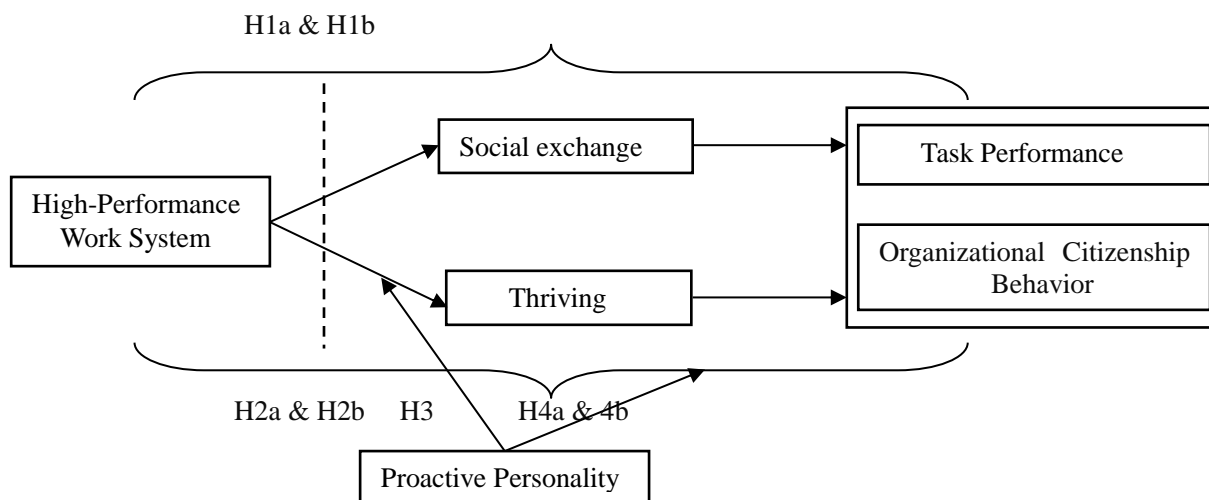 H1a & H1b
Social exchange
Task Performance
High-Performance
Work System
Organizational Citizenship
Behavior
Thriving
H2a & H2b
H3
H4a & 4b
Proactive Personality